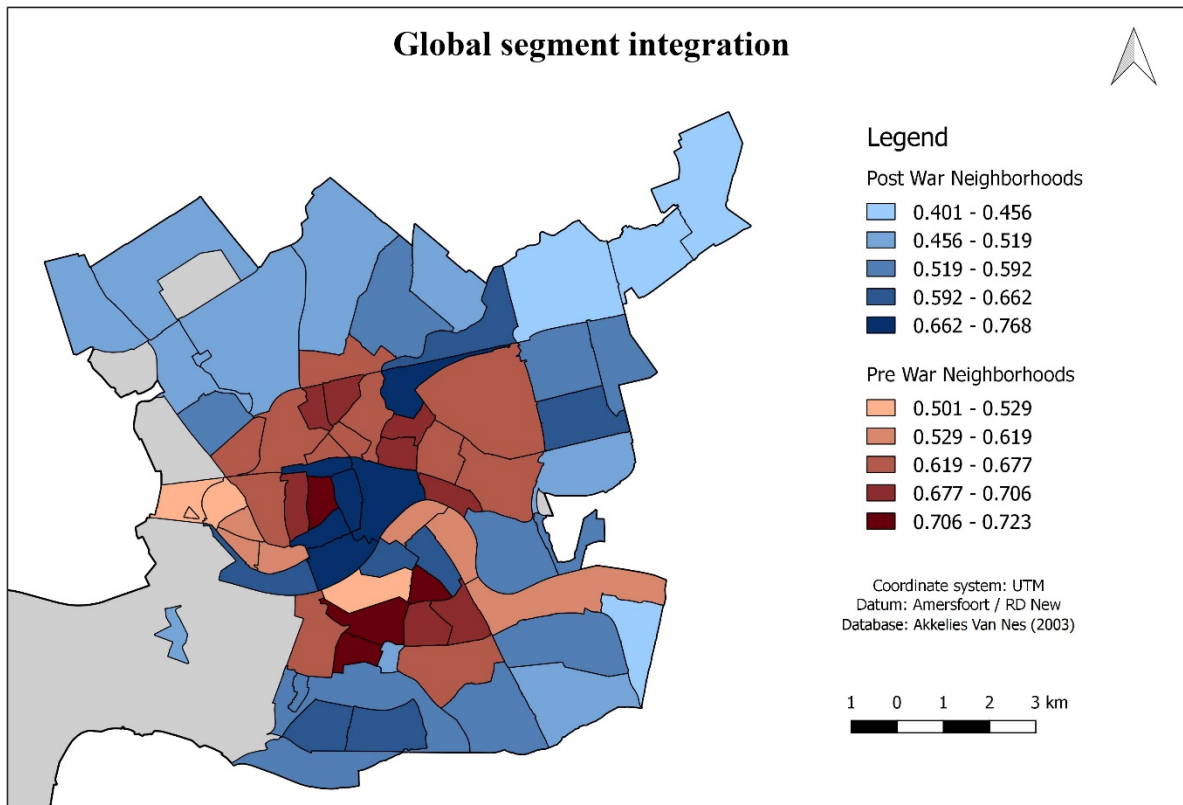 Global segment integration
Legend
Post War Neighborhoods
0.401 - 0.456
0.456 - 0.519
0.519 - 0.592
0.592 - 0.662
0.662 - 0.768
Pre War Neighborhoods
0.501 - 0.529
0.529 - 0.619
0.619 - 0.677
0.677 - 0.706
0.706 - 0.723
Coordinate system: UTM
Datum: Amersfoort / RD New
Database: Akkelies Van Nes (2003)
1 0 1 2 3 km